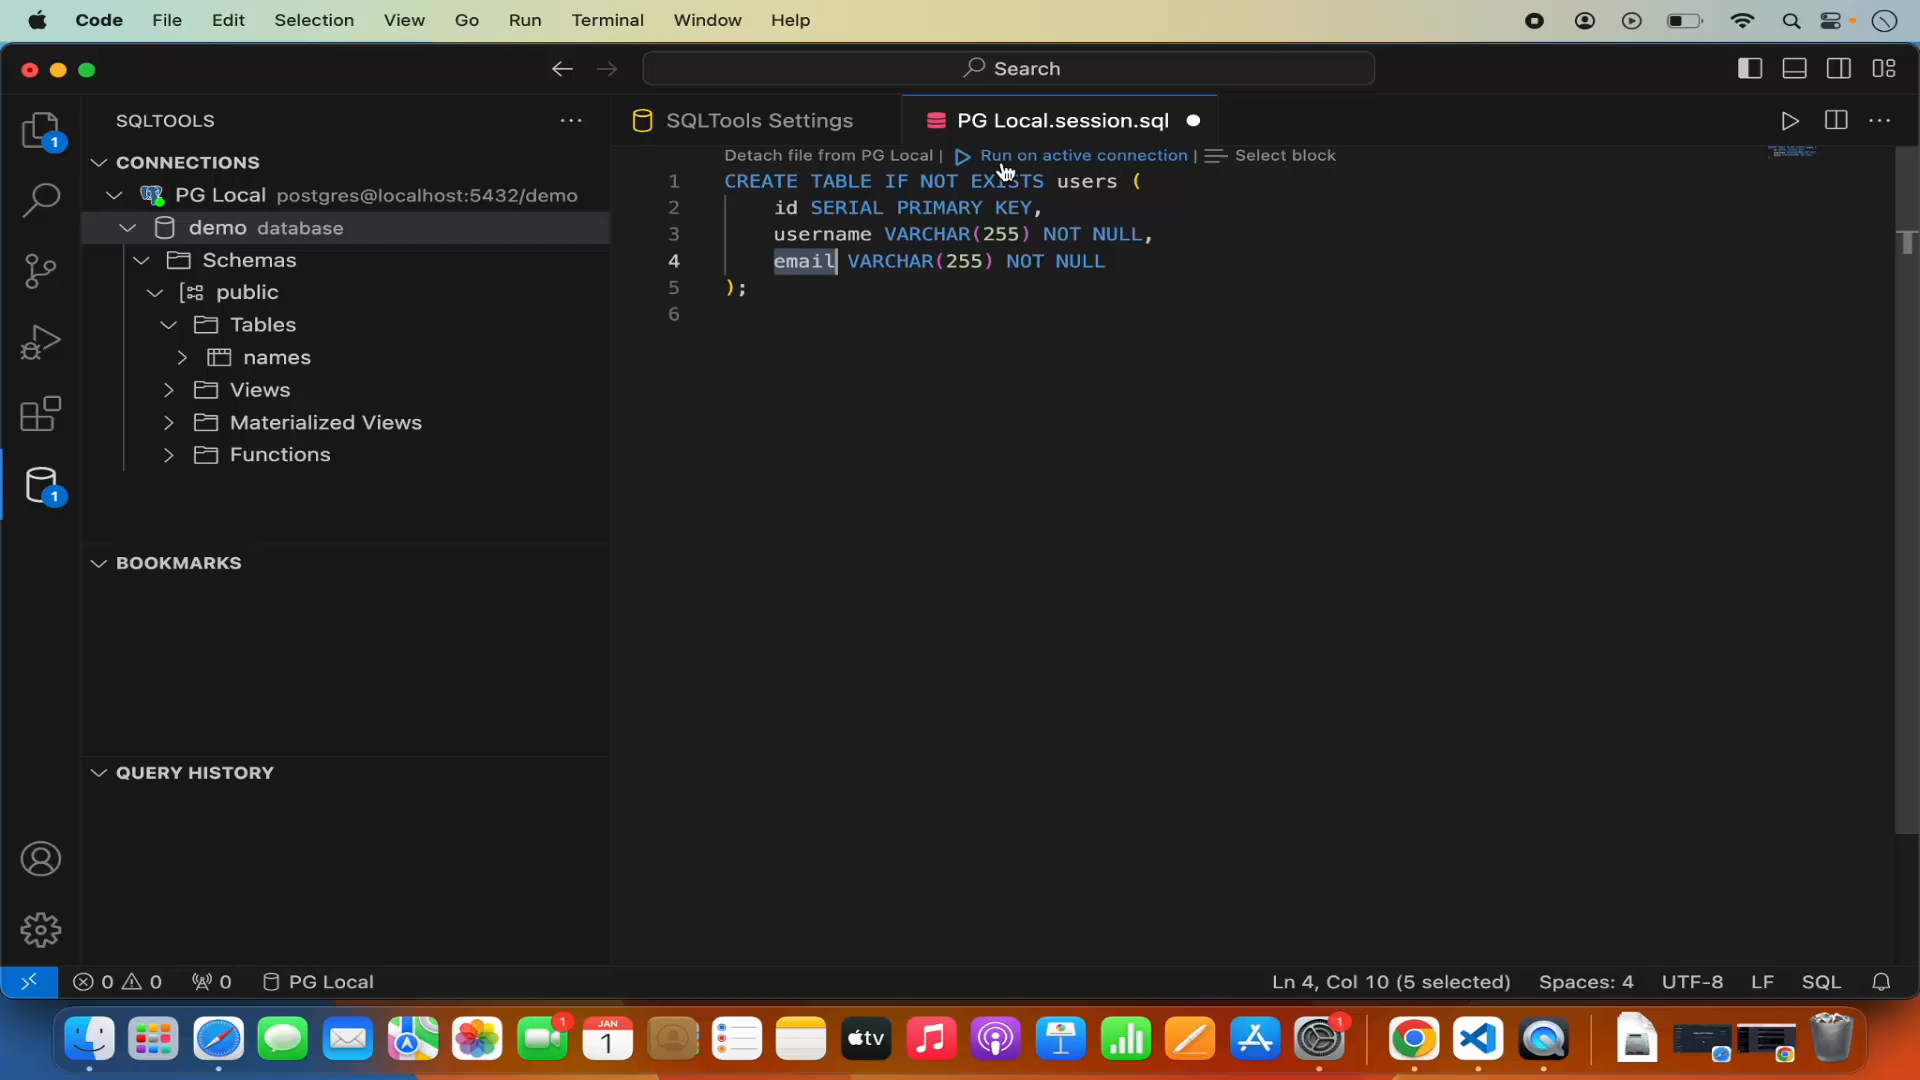 Code File Edit Selection View Go Run Terminal Window Help
Search
SQLTOOLS
SQLTools Settings
PG Local.session.sql
CONNECTIONS
Detach file from PG Local | Run on active connection | Select block
PG Local postgres@localhost:5432/demo
demo database
Schemas
public
Tables
names
Views
Materialized Views
Functions
1 CREATE TABLE IF NOT EXISTS users (
2 id SERIAL PRIMARY KEY,
3 username VARCHAR(255) NOT NULL,
4 email VARCHAR(255) NOT NULL
5 );
6
1
1
BOOKMARKS
QUERY HISTORY
0 0 0 PG Local
Ln 4, Col 10 (5 selected) Spaces: 4 UTF-8 LF SQL
1
JAN
1
tv
1